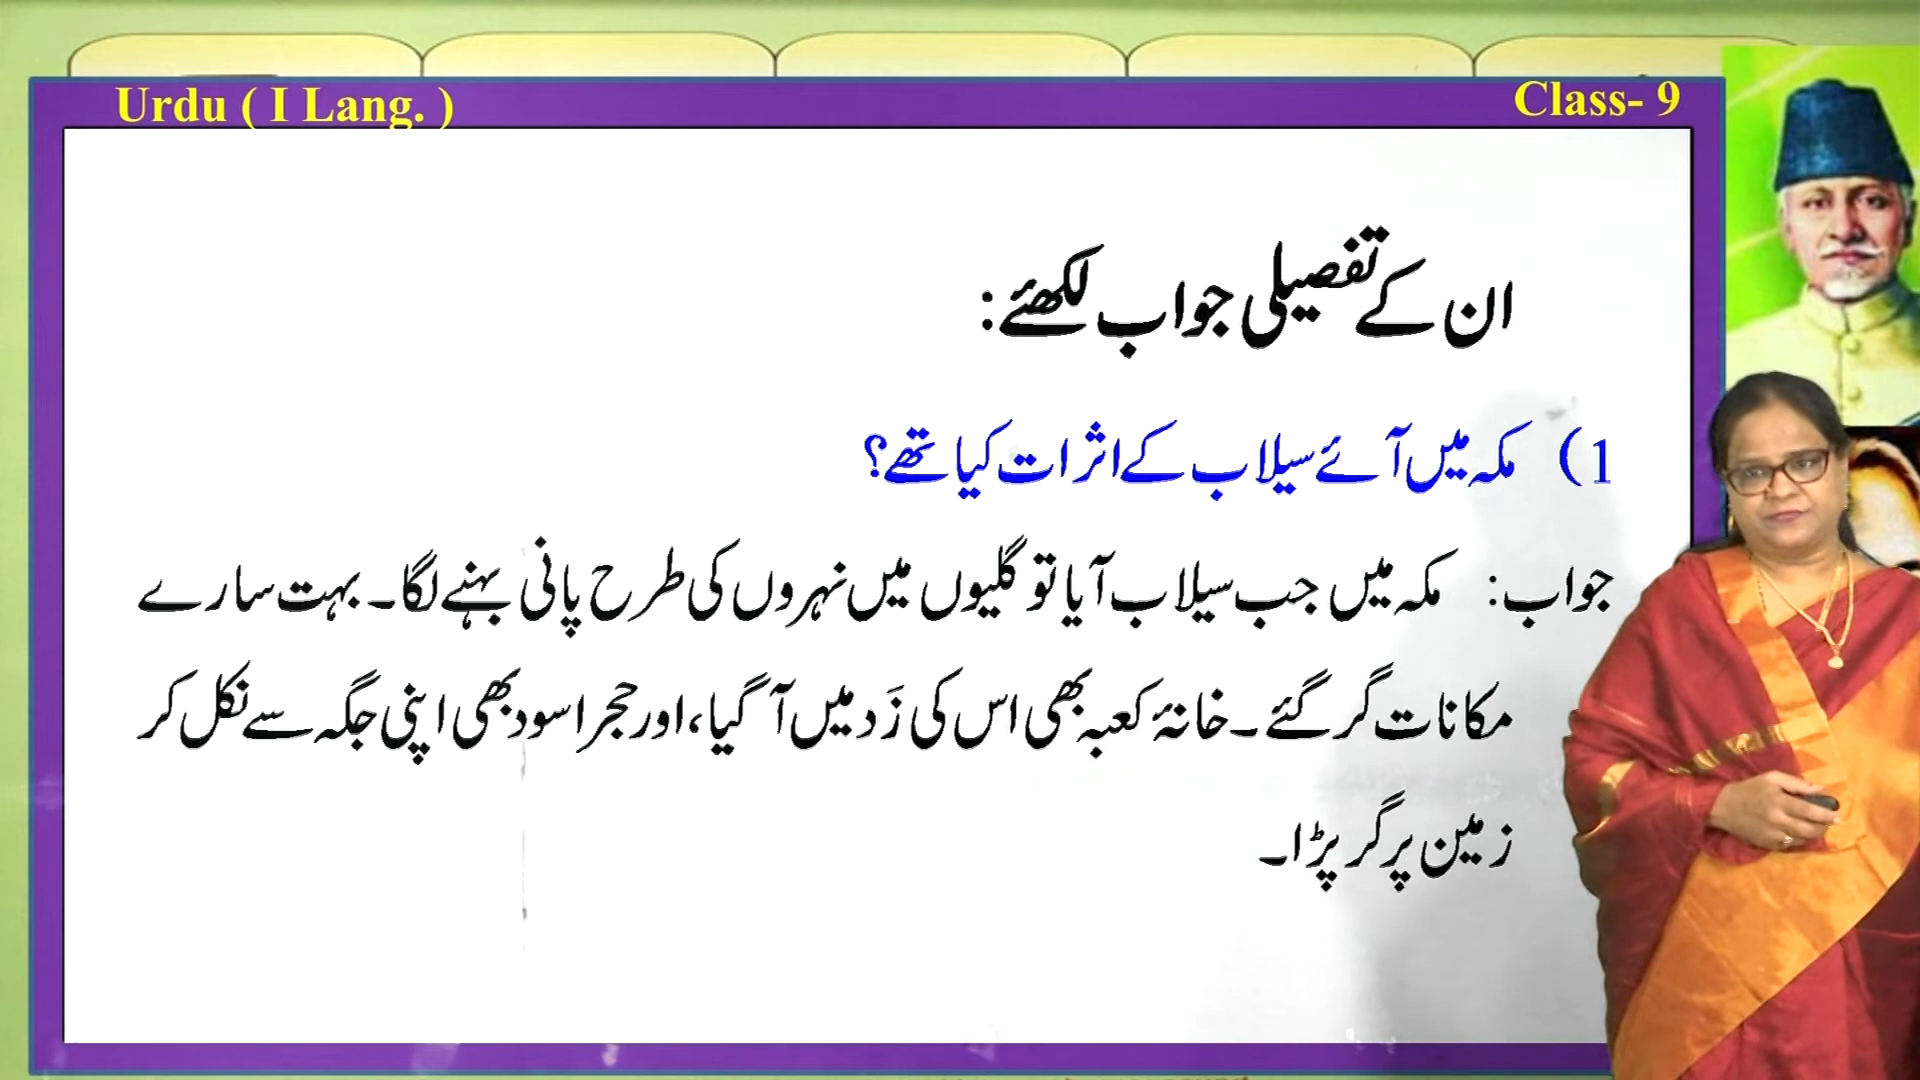 Urdu ( I Lang. )
Class- 9
ان کے تفصیلی جواب لکھئے:
1) مکہ میں آئے سیلاب کے اثرات کیا تھے؟
جواب: مکہ میں جب سیلاب آیا تو گلیوں میں نہروں کی طرح پانی بہنے لگا۔ بہت سارے
مکانات گر گئے۔ خانۂ کعبہ بھی اس کی زَد میں آ گیا، اور حجر اسود بھی اپنی جگہ سے نکل کر
زمین پر گر پڑا۔